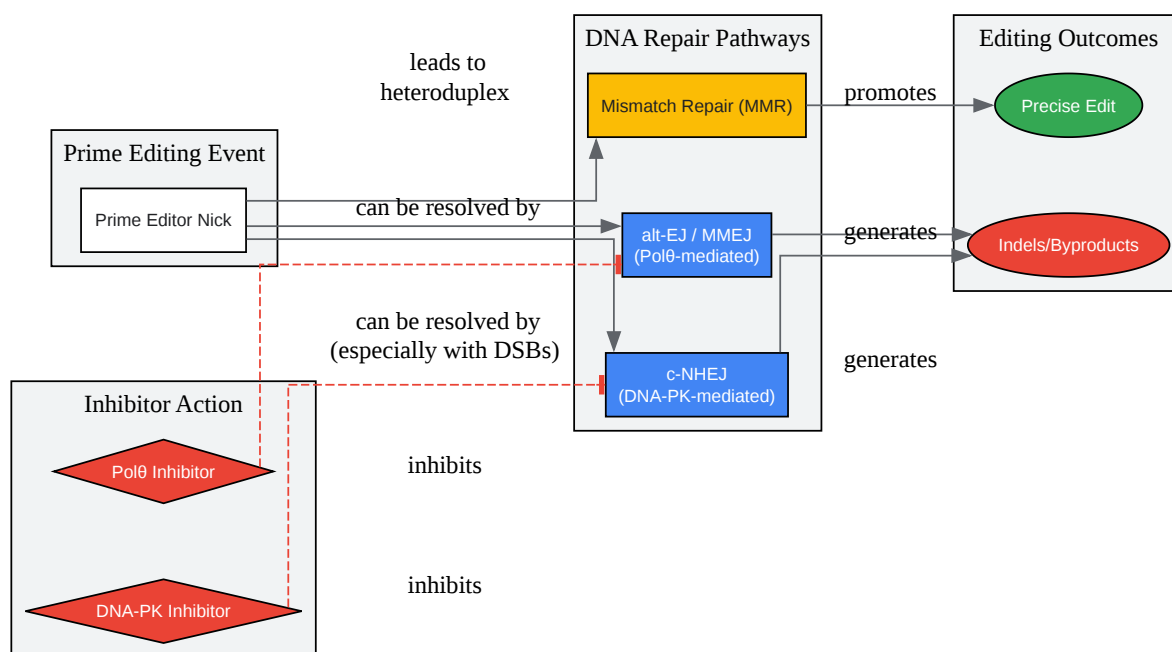 DNA Repair Pathways
Editing Outcomes
leads to
heteroduplex
Mismatch Repair (MMR)
promotes
Precise Edit
Prime Editing Event
Prime Editor Nick
can be resolved by
alt-EJ / MMEJ
(Polθ-mediated)
generates
Indels/Byproducts
can be resolved by
(especially with DSBs)
c-NHEJ
(DNA-PK-mediated)
generates
Inhibitor Action
Polθ Inhibitor
inhibits
DNA-PK Inhibitor
inhibits